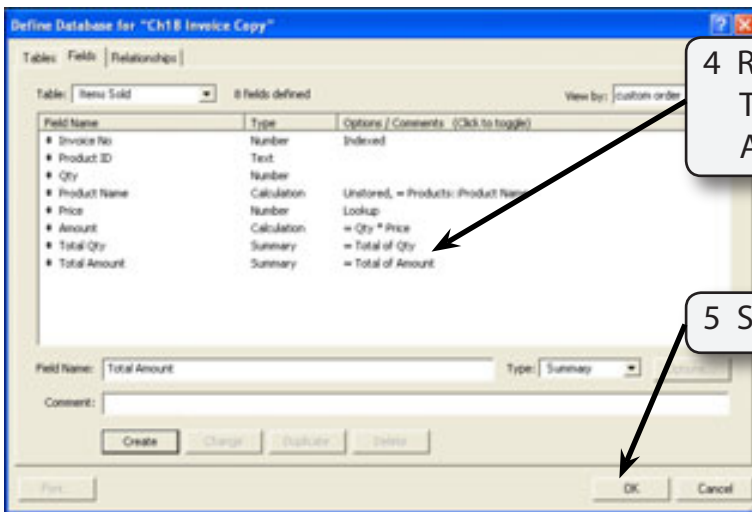 Define Database for "Ch18 Invoice Copy"
Tables Fields Relationships
Table: Items Sold 8 fields defined View by: custom order
Field Name Type Options / Comments (Click to toggle)
Invoice No Number Indexed
Product ID Text
Qty Number
Product Name Calculation Unstored, = Products::Product Name
Price Number Lookup
Amount Calculation = Qty * Price
Total Qty Summary = Total of Qty
Total Amount Summary = Total of Amount
Field Name: Total Amount Type: Summary
Comment:
Create Change Duplicate Delete
Print... OK Cancel
4 R
T
A
5 S